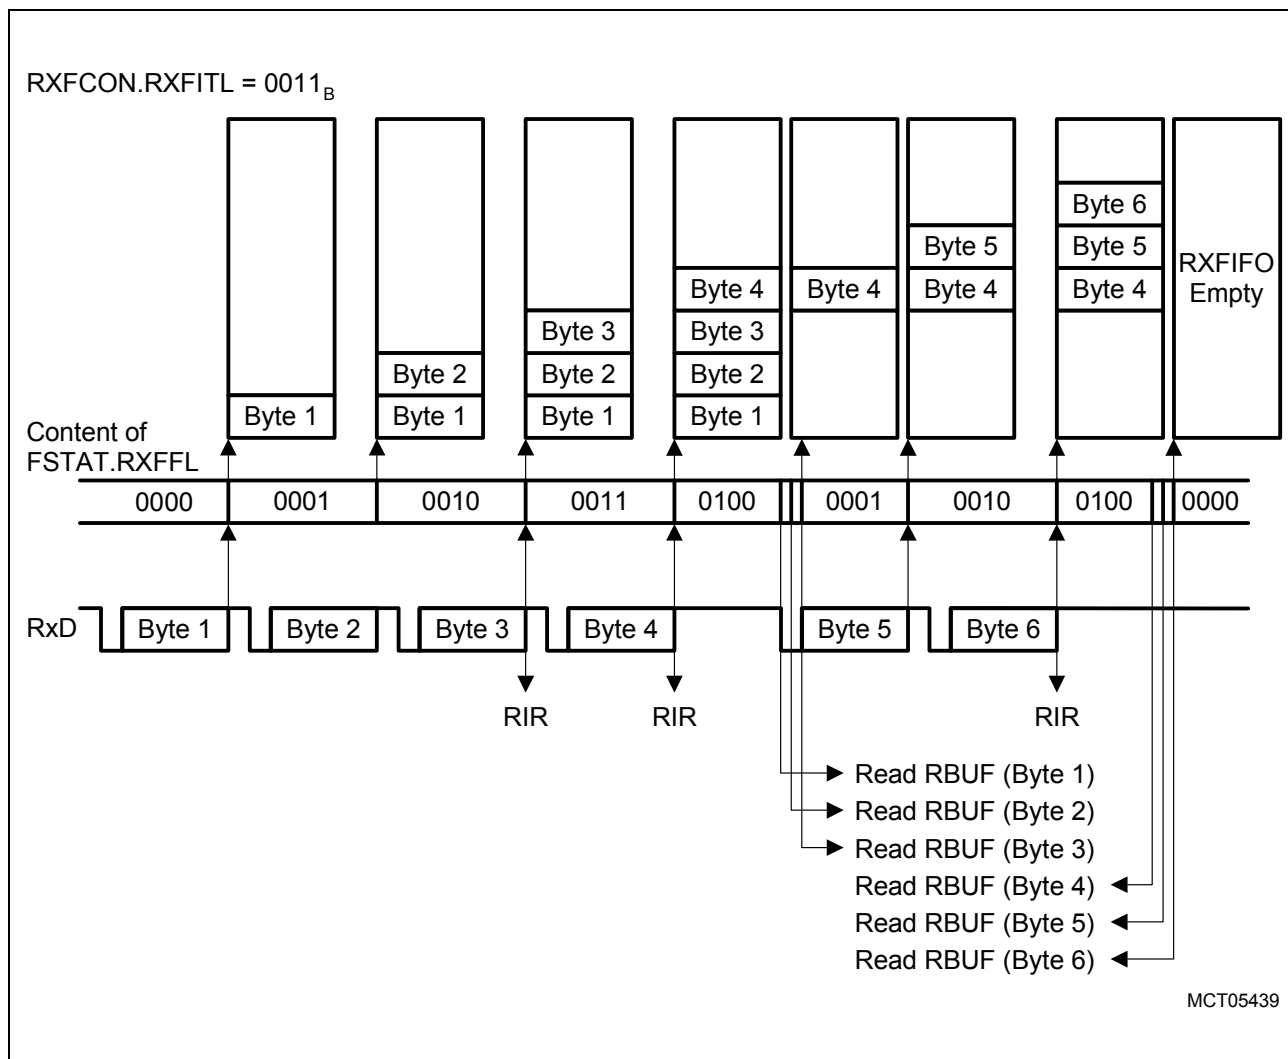 RXFCON.RXFITL = 0011B
Byte 1
Byte 2
Byte 1
Byte 3
Byte 2
Byte 1
Byte 4
Byte 3
Byte 2
Byte 1
Byte 4
Byte 5
Byte 4
Byte 6
Byte 5
Byte 4
RXFIFO
Empty
Content of
FSTAT.RXFFL
0000 0001 0010 0011 0100 0001 0010 0100 0000
RxD Byte 1 Byte 2 Byte 3 Byte 4 Byte 5 Byte 6
RIR RIR RIR
Read RBUF (Byte 1)
Read RBUF (Byte 2)
Read RBUF (Byte 3)
Read RBUF (Byte 4)
Read RBUF (Byte 5)
Read RBUF (Byte 6)
MCT05439